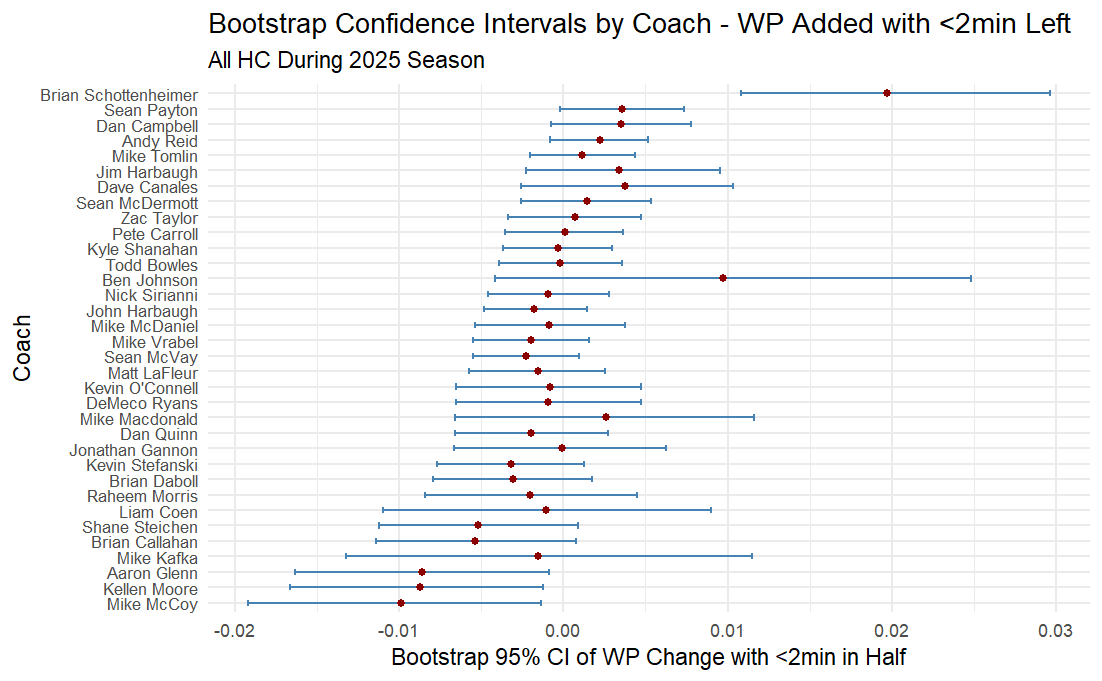 Bootstrap Confidence Intervals by Coach - WP Added with <2min Left
All HC During 2025 Season
Coach
Brian Schottenheimer
Sean Payton
Dan Campbell
Andy Reid
Mike Tomlin
Jim Harbaugh
Dave Canales
Sean McDermott
Zac Taylor
Pete Carroll
Kyle Shanahan
Todd Bowles
Ben Johnson
Nick Sirianni
John Harbaugh
Mike McDaniel
Mike Vrabel
Sean McVay
Matt LaFleur
Kevin O'Connell
DeMeco Ryans
Mike Macdonald
Dan Quinn
Jonathan Gannon
Kevin Stefanski
Brian Daboll
Raheem Morris
Liam Coen
Shane Steichen
Brian Callahan
Mike Kafka
Aaron Glenn
Kellen Moore
Mike McCoy
-0.02 -0.01 0.00 0.01 0.02 0.03
Bootstrap 95% CI of WP Change with <2min in Half